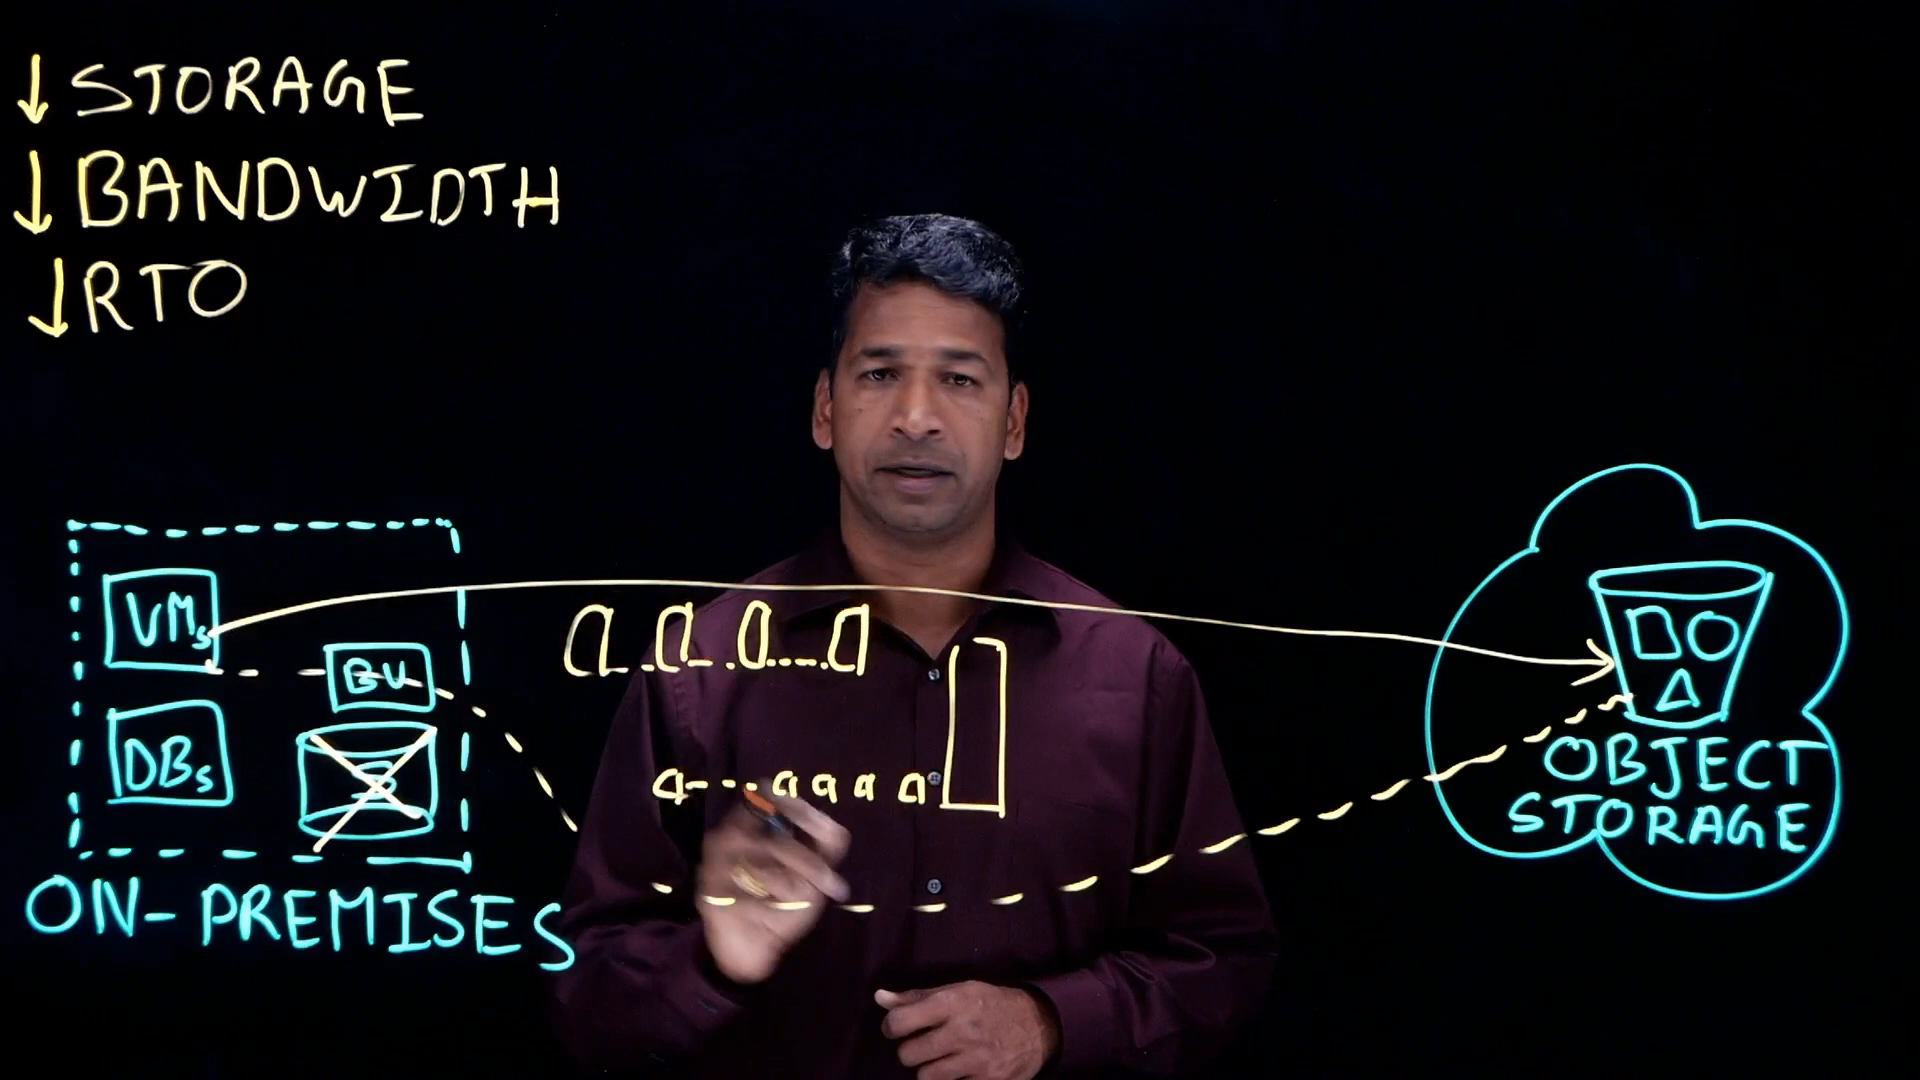 ↓ STORAGE
↓ BANDWIDTH
↓ RTO
VMs
BU
DBs
ON-PREMISES
OBJECT
STORAGE